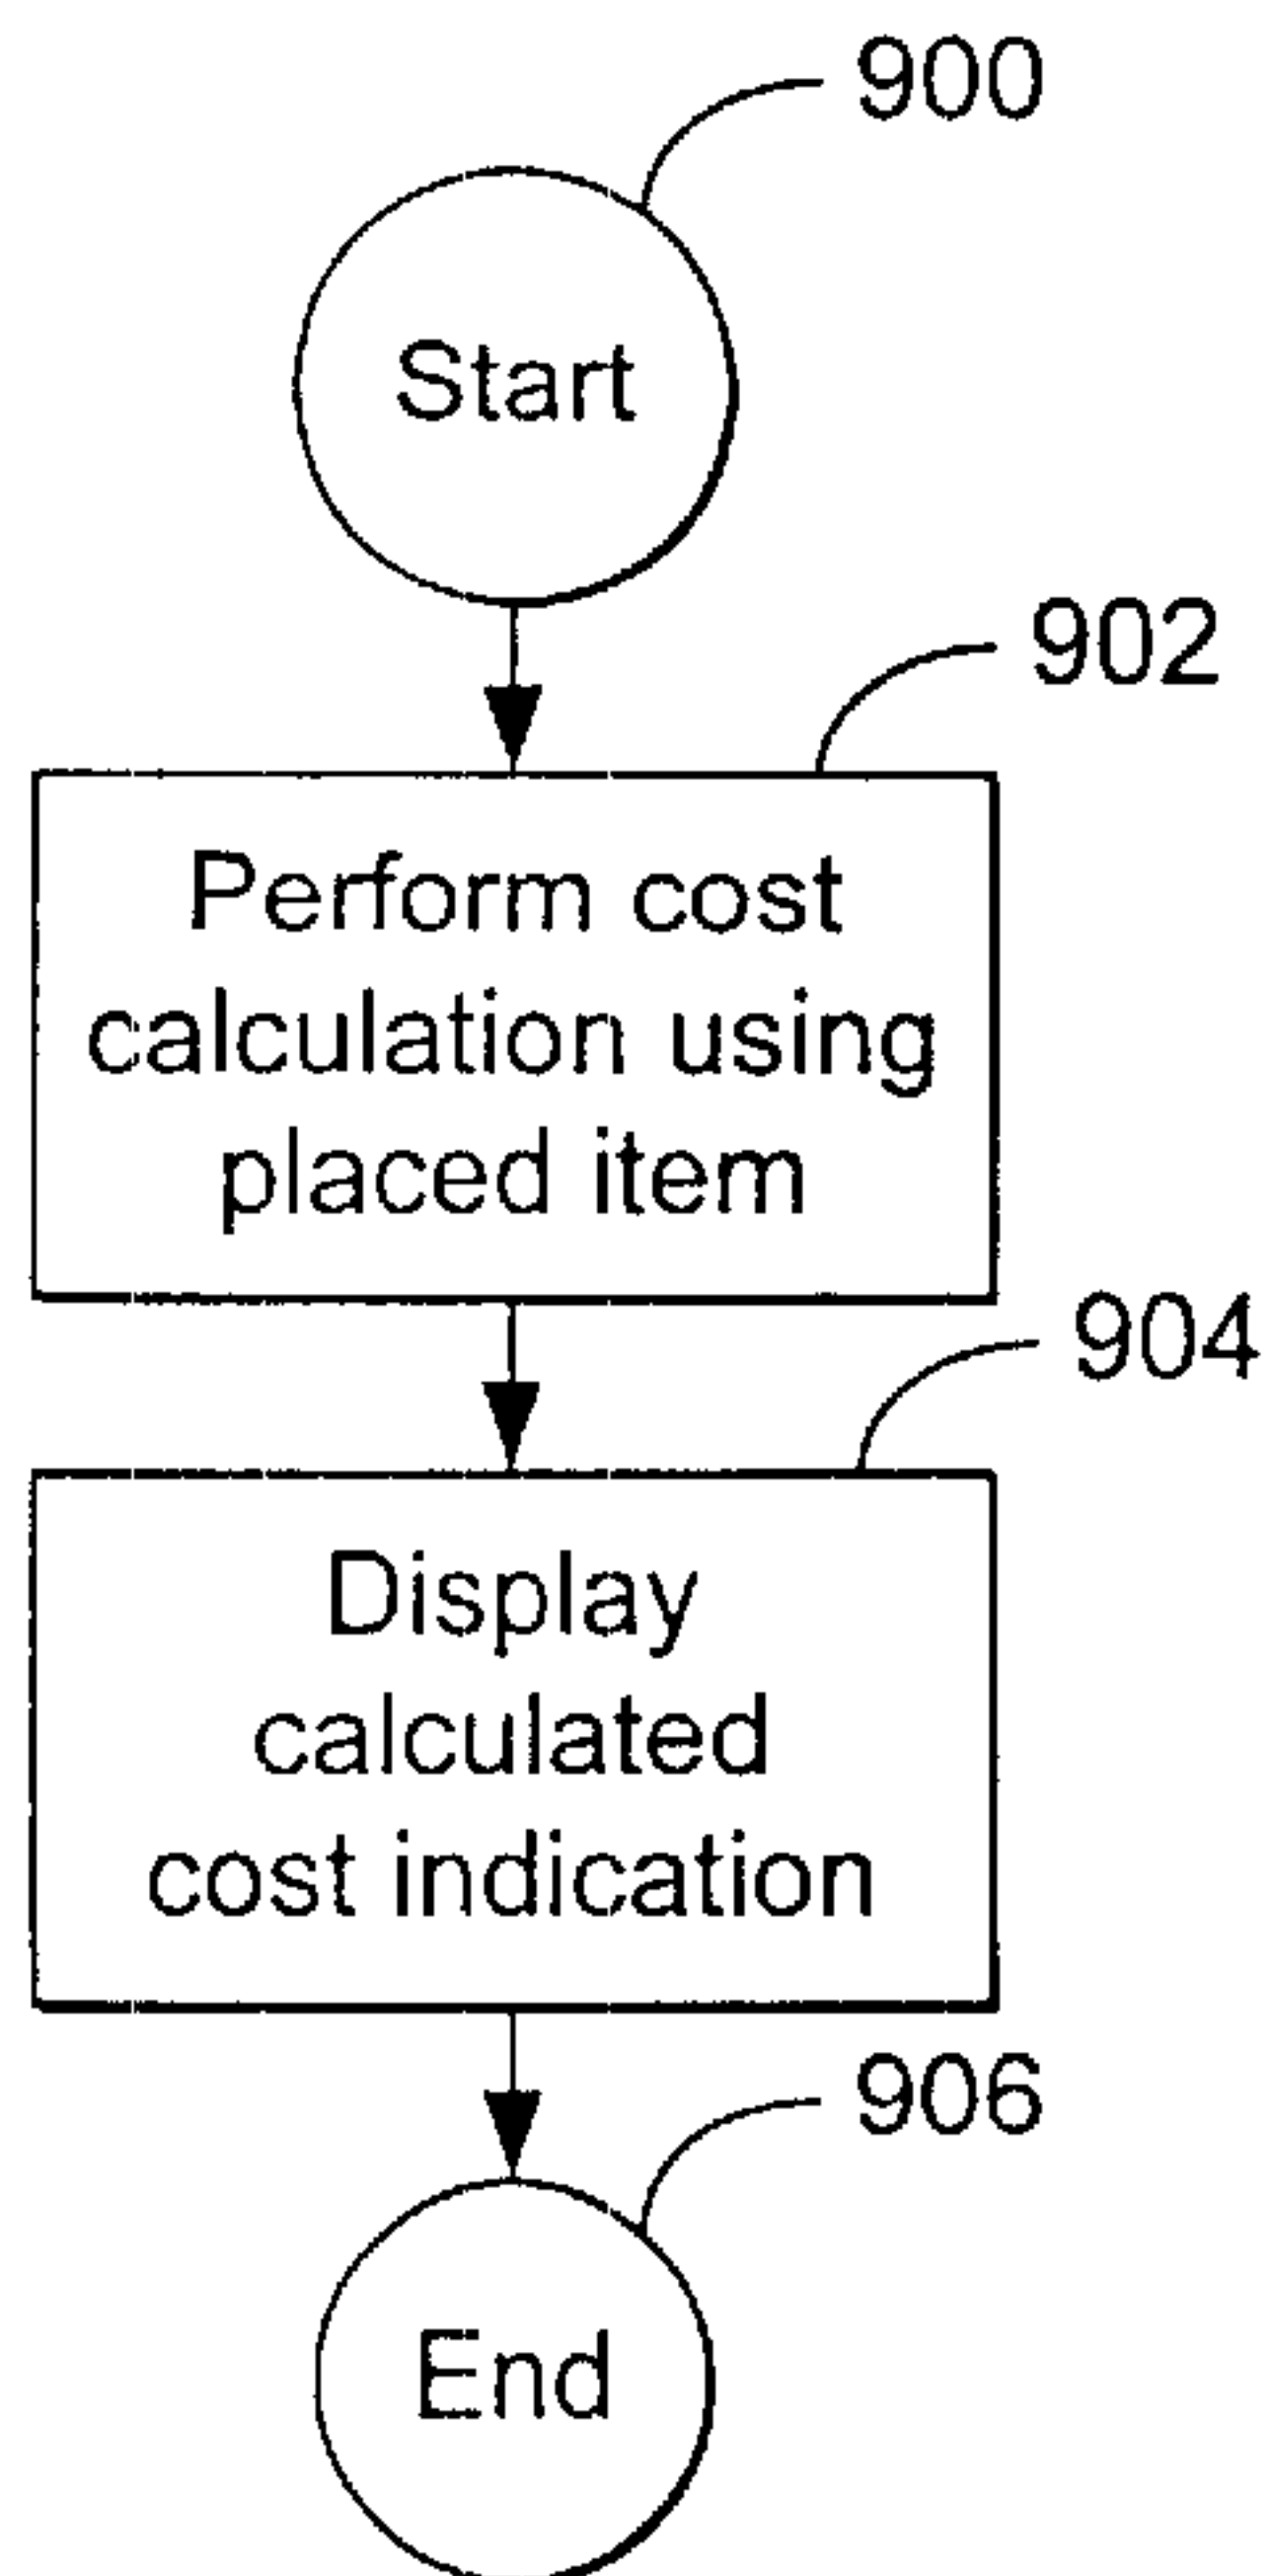 900
Start
902
Perform cost
calculation using
placed item
904
Display
calculated
cost indication
906
End